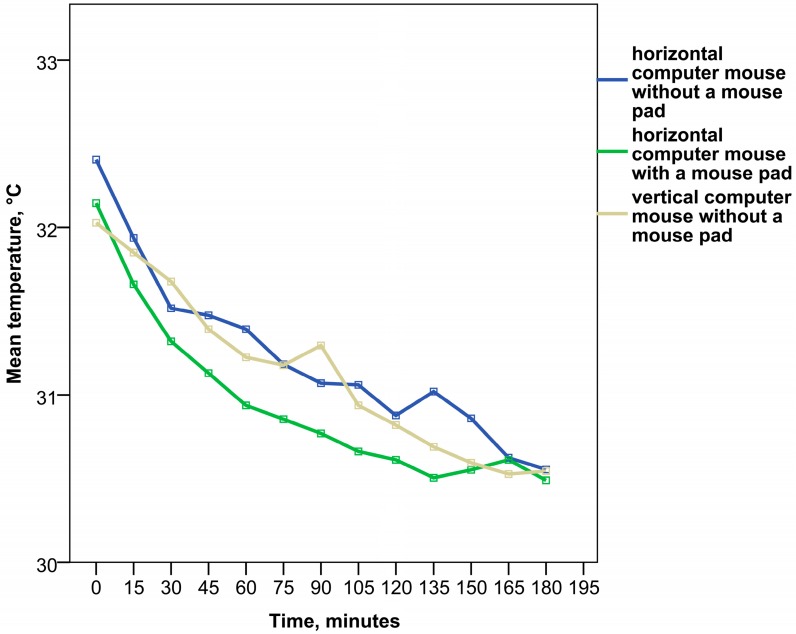 33
32
31
30
Mean temperature, °C
0 15 30 45 60 75 90 105 120 135 150 165 180 195
Time, minutes
horizontal
computer mouse
without a mouse
pad
horizontal
computer mouse
with a mouse pad
vertical computer
mouse without a
mouse pad